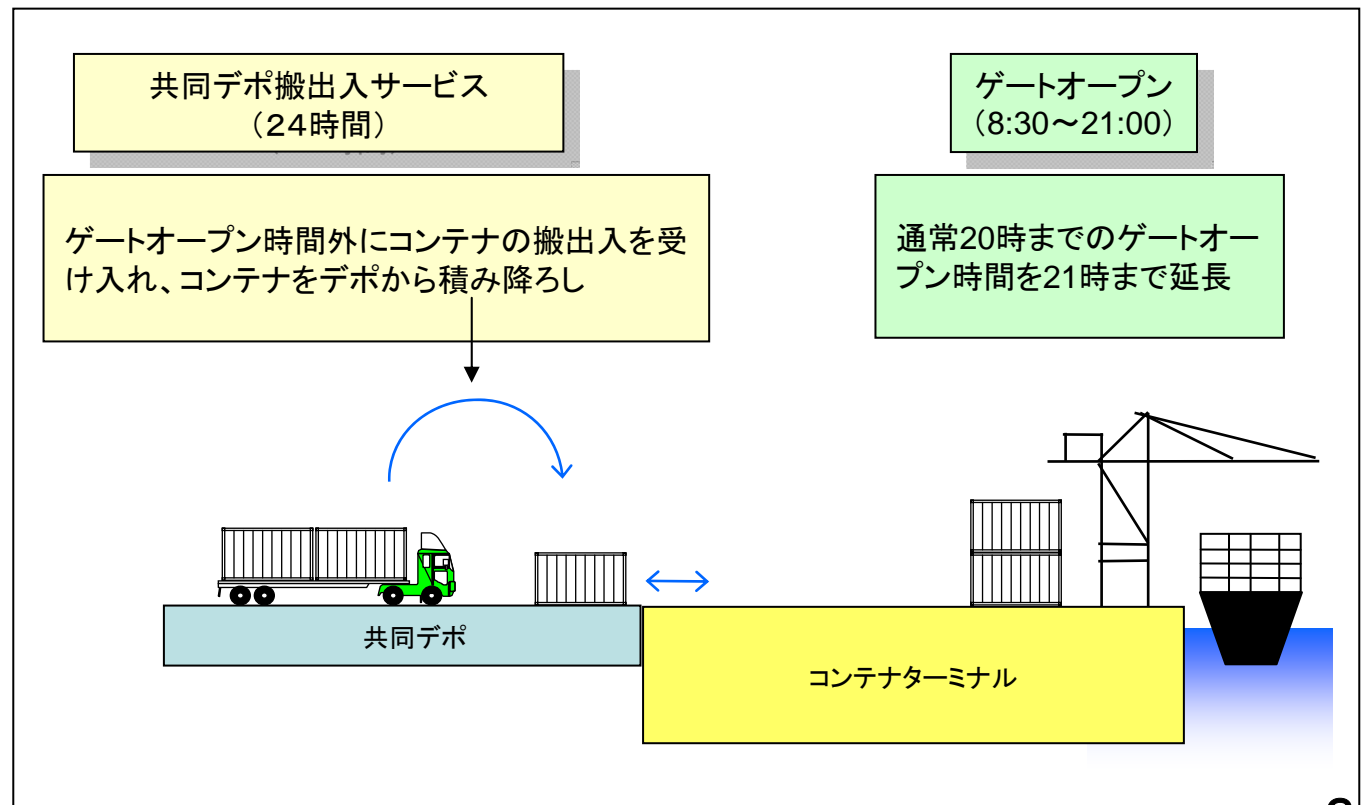 共同デポ搬出入サービス
（２４時間）
ゲートオープン時間外にコンテナの搬出入を受
け入れ、コンテナをデポから積み降ろし
ゲートオープン
（8:30～21:00）
通常20時までのゲートオー
プン時間を21時まで延長
共同デポ
コンテナターミナル